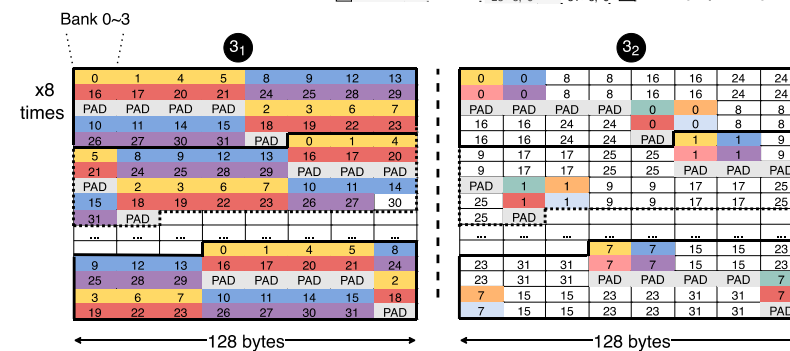 Bank 0~3
3₁
3₂
x8
times
0 1 4 5 8 9 12 13
16 17 20 21 24 25 28 29
PAD PAD PAD PAD 2 3 6 7
10 11 14 15 18 19 22 23
26 27 30 31 PAD 0 1 4
5 8 9 12 13 16 17 20
21 24 25 28 29 PAD PAD PAD
PAD 2 3 6 7 10 11 14
15 18 19 22 23 26 27 30
31 PAD
... ... ... ... ... ... ... ...
0 1 4 5 8
9 12 13 16 17 20 21 24
25 28 29 PAD PAD PAD PAD 2
3 6 7 10 11 14 15 18
19 22 23 26 27 30 31 PAD
128 bytes
0 0 8 8 16 16 24 24
0 0 8 8 16 16 24 24
PAD PAD PAD PAD 0 0 8 8
16 16 24 24 0 0 8 8
16 16 24 24 PAD 1 1 9
9 17 17 25 25 1 1 9
9 17 17 25 25 PAD PAD PAD
PAD 1 1 9 9 17 17 25
25 1 1 9 9 17 17 25
25 PAD
... ... ... ... ... ... ... ...
7 7 15 15 23
23 31 31 7 7 15 15 23
23 31 31 PAD PAD PAD PAD 7
7 15 15 23 23 31 31 7
7 15 15 23 23 31 31 PAD
128 bytes